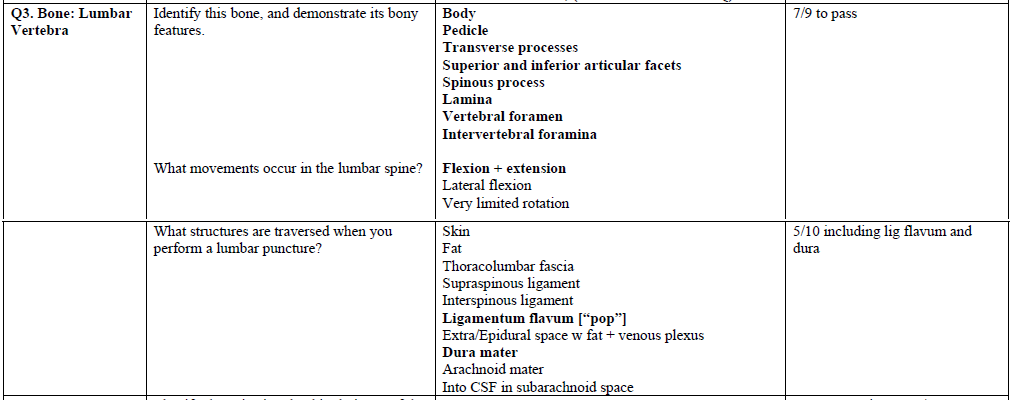 Q3. Bone: Lumbar Vertebra
Identify this bone, and demonstrate its bony features.
Body
Pedicle
Transverse processes
Superior and inferior articular facets
Spinous process
Lamina
Vertebral foramen
Intervertebral foramina
7/9 to pass
What movements occur in the lumbar spine?
Flexion + extension
Lateral flexion
Very limited rotation
What structures are traversed when you perform a lumbar puncture?
Skin
Fat
Thoracolumbar fascia
Supraspinous ligament
Interspinous ligament
Ligamentum flavum [“pop”]
Extra/Epidural space w fat + venous plexus
Dura mater
Arachnoid mater
Into CSF in subarachnoid space
5/10 including lig flavum and dura